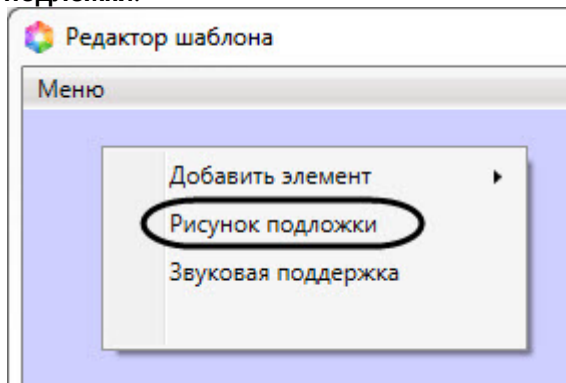 подложки.
Редактор шаблона
Меню
Добавить элемент
Рисунок подложки
Звуковая поддержка